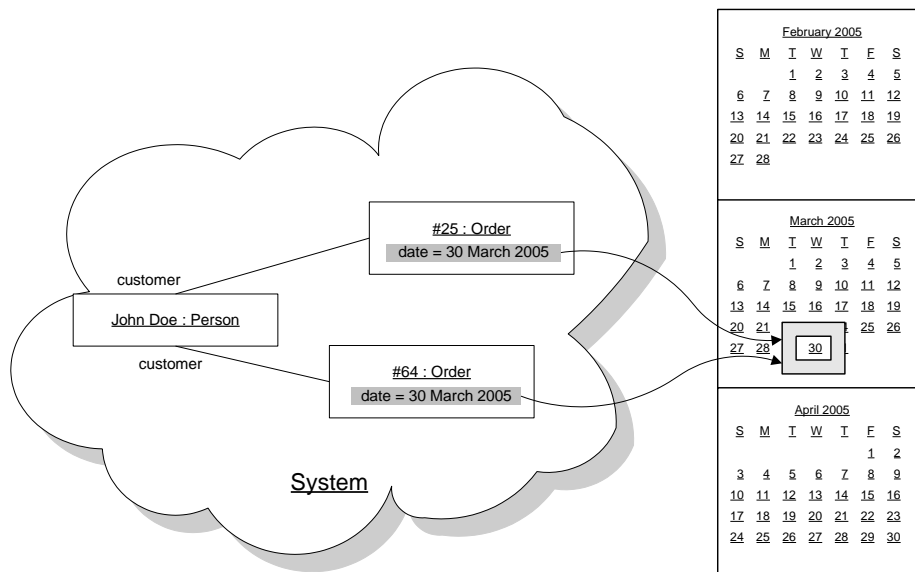 #25 : Order
date = 30 March 2005
customer
John Doe : Person
customer
#64 : Order
date = 30 March 2005
System
February 2005
S M T W T F S
1 2 3 4 5
6 7 8 9 10 11 12
13 14 15 16 17 18 19
20 21 22 23 24 25 26
27 28
March 2005
S M T W T F S
1 2 3 4 5
6 7 8 9 10 11 12
13 14 15 16 17 18 19
20 21 25 26
27 28 30
April 2005
S M T W T F S
1 2
3 4 5 6 7 8 9
10 11 12 13 14 15 16
17 18 19 20 21 22 23
24 25 26 27 28 29 30